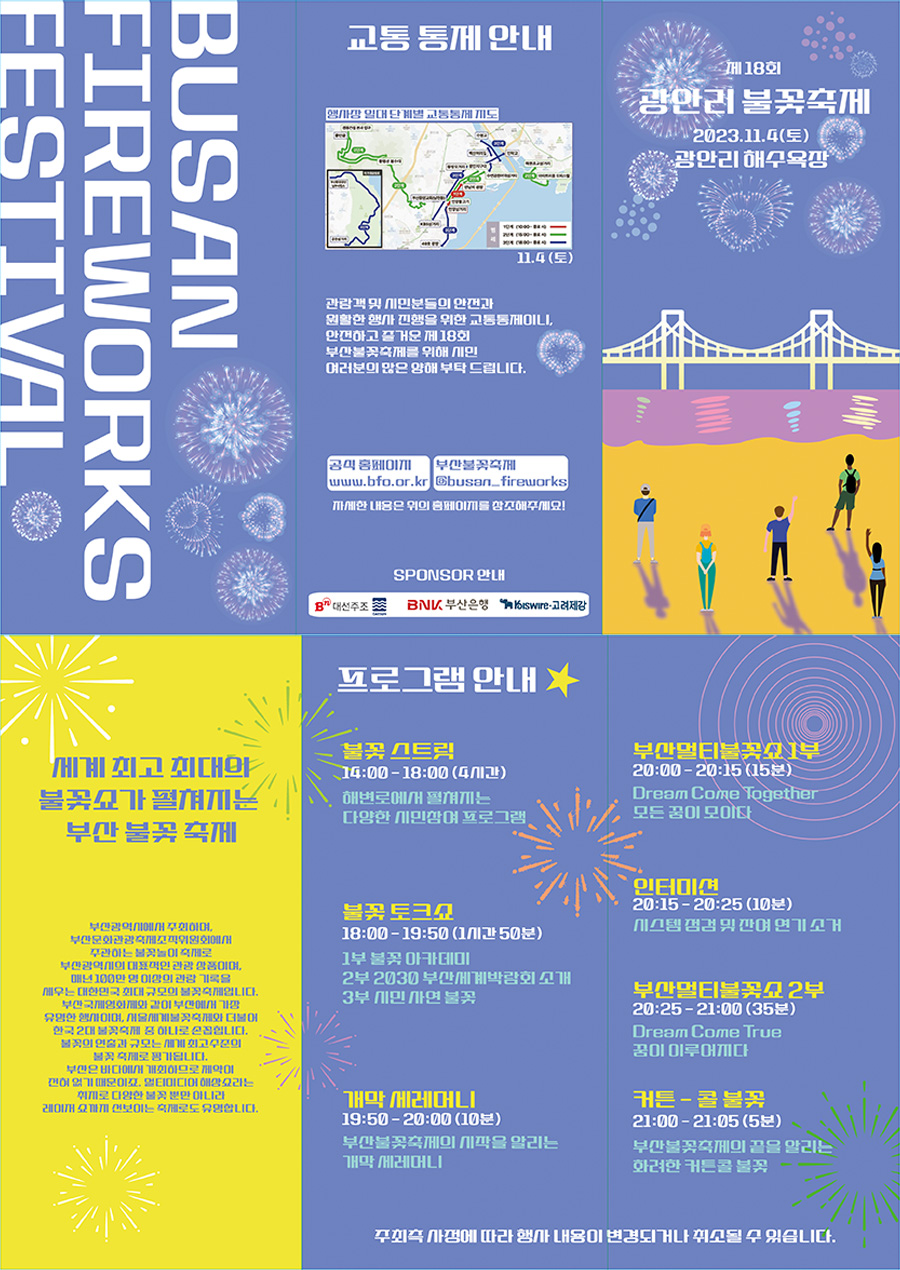 BUSAN
FIREWORKS
FESTIVAL
교통 통제 안내
행사장 일대 단계별 교통통제 지도
11.4 (토)
관람객 및 시민분들의 안전과
원활한 행사 진행을 위한 교통통제이니,
안전하고 즐거운 제18회
부산불꽃축제를 위해 시민
여러분의 많은 양해 부탁 드립니다.
공식 홈페이지
www.bfo.or.kr
부산불꽃축제
@busan_fireworks
자세한 내용은 위의 홈페이지를 참조해주세요!
SPONSOR 안내
대선주조
BNK 부산은행
Kiswire·고려제강
제 18회
광안리 불꽃축제
2023.11.4(토)
광안리 해수욕장
세계 최고 최대의
불꽃쇼가 펼쳐지는
부산 불꽃 축제
부산광역시에서 주최하며,
부산문화관광축제조직위원회에서
주관하는 불꽃놀이 축제로
부산광역시의 대표적인 관광 상품이며,
매년 100만 명 이상의 관람 기록을
세우는 대한민국 최대 규모의 불꽃축제입니다.
부산국제영화제와 같이 부산에서 가장
유명한 행사이며, 서울세계불꽃축제와 더불어
한국 2대 불꽃축제 중 하나로 손꼽힙니다.
불꽃의 연출과 규모는 세계 최고수준의
불꽃 축제로 평가됩니다.
부산은 바다에서 개최하므로 제약이
전혀 없기 때문이죠. 멀티미디어 해상쇼라는
취지로 다양한 불꽃 뿐만 아니라
레이저 쇼까지 선보이는 축제로도 유명합니다.
프로그램 안내
불꽃 스트릿
14:00 - 18:00 (4시간)
해변로에서 펼쳐지는
다양한 시민참여 프로그램
불꽃 토크쇼
18:00 - 19:50 (1시간 50분)
1부 불꽃 아카데미
2부 2030 부산세계박람회 소개
3부 시민 사연 불꽃
개막 세레머니
19:50 - 20:00 (10분)
부산불꽃축제의 시작을 알리는
개막 세레머니
부산멀티불꽃쇼 1부
20:00 - 20:15 (15분)
Dream Come Together
모든 꿈이 모이다
인터미션
20:15 - 20:25 (10분)
시스템 점검 및 잔여 연기 소거
부산멀티불꽃쇼 2부
20:25 - 21:00 (35분)
Dream Come True
꿈이 이루어지다
커튼 - 콜 불꽃
21:00 - 21:05 (5분)
부산불꽃축제의 끝을 알리는
화려한 커튼콜 불꽃
주최측 사정에 따라 행사 내용이 변경되거나 취소될 수 있습니다.